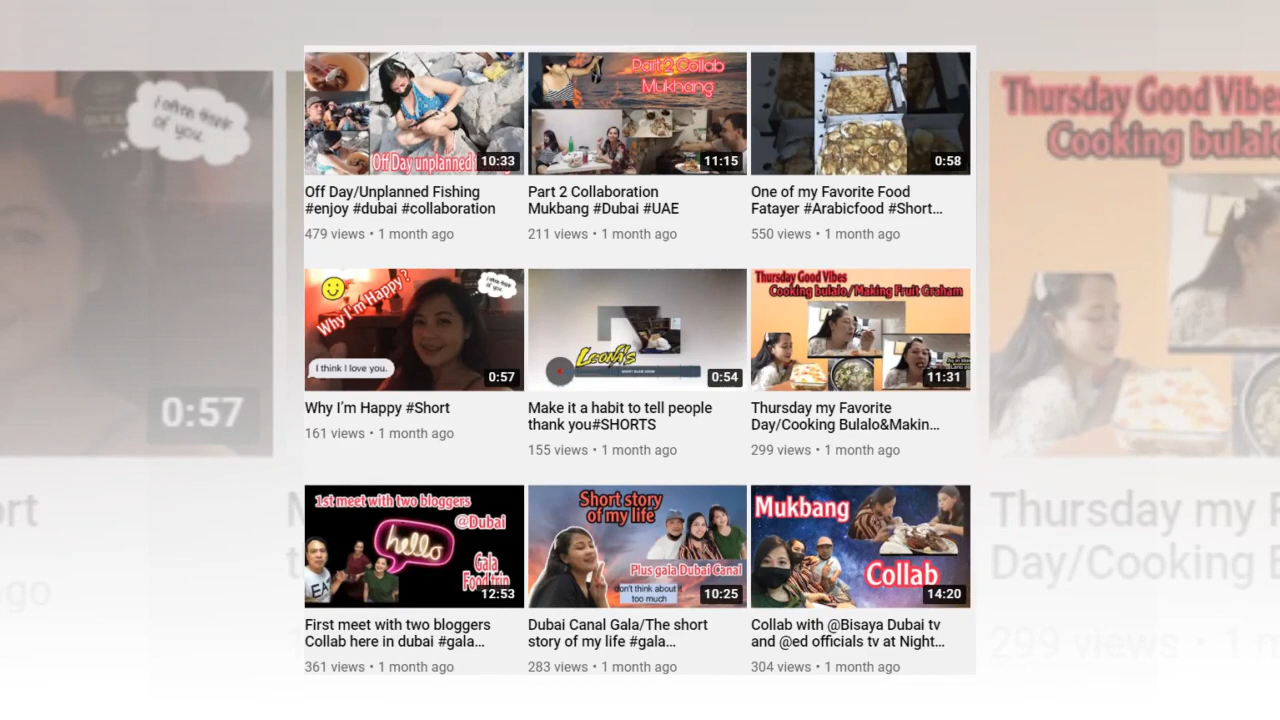 I often think
of you.
0:57
ort
ago
Thursday Good Vibe
Cooking bulalo
Thursday my F
Day/Cooking B
299 views • 1 m
Off Day unplanned
10:33
Off Day/Unplanned Fishing
#enjoy #dubai #collaboration
479 views • 1 month ago
Part 2 Collab
Mukbang
11:15
Part 2 Collaboration
Mukbang #Dubai #UAE
211 views • 1 month ago
0:58
One of my Favorite Food
Fatayer #Arabicfood #Short...
550 views • 1 month ago
Why I'm Happy?
I often think
of you.
I think I love you.
0:57
Why I'm Happy #Short
161 views • 1 month ago
Leona's
0:54
Make it a habit to tell people
thank you#SHORTS
155 views • 1 month ago
Thursday Good Vibes
Cooking bulalo/Making Fruit Graham
11:31
Thursday my Favorite
Day/Cooking Bulalo&Makin...
299 views • 1 month ago
1st meet with two bloggers
@Dubai
hello
Gala
Food trip
EA
12:53
First meet with two bloggers
Collab here in dubai #gala...
361 views • 1 month ago
Short story
of my life
Plus gala Dubai Canal
don't think about it
too much
10:25
Dubai Canal Gala/The short
story of my life #gala...
283 views • 1 month ago
Mukbang
Collab
14:20
Collab with @Bisaya Dubai tv
and @ed officials tv at Night...
304 views • 1 month ago